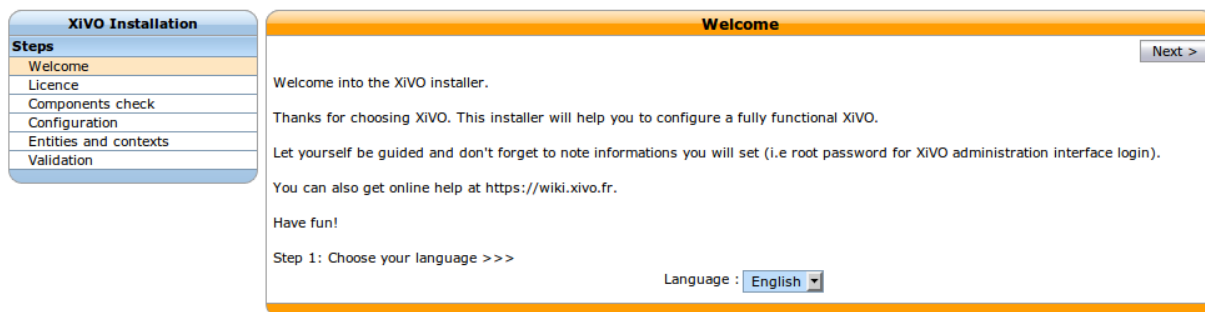 XiVO Installation
Steps
Welcome
Licence
Components check
Configuration
Entities and contexts
Validation
Welcome
Next >
Welcome into the XiVO installer.
Thanks for choosing XiVO. This installer will help you to configure a fully functional XiVO.
Let yourself be guided and don't forget to note informations you will set (i.e root password for XiVO administration interface login).
You can also get online help at https://wiki.xivo.fr.
Have fun!
Step 1: Choose your language >>>
Language : English